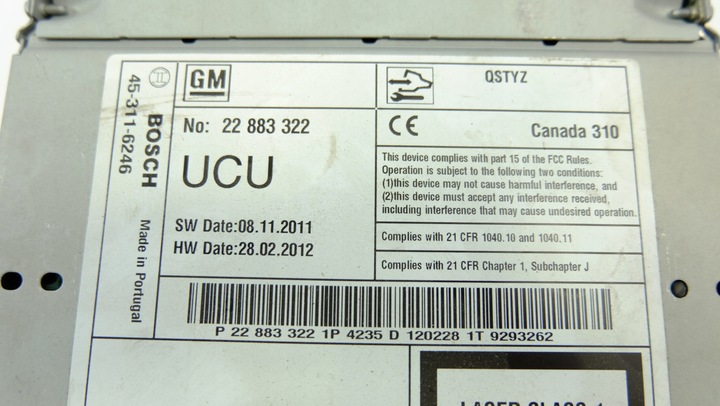 GM
No: 22 883 322
UCU
SW Date:08.11.2011
HW Date:28.02.2012
QSTYZ
CE
Canada 310
This device complies with part 15 of the FCC Rules.
Operation is subject to the following two conditions:
(1)this device may not cause harmful interference, and
(2)this device must accept any interference received,
including interference that may cause undesired operation.
Complies with 21 CFR 1040.10 and 1040.11
Complies with 21 CFR Chapter 1, Subchapter J
P 22 883 322 1P 4235 D 120228 1T 9293262
BOSCH
Made in Portugal
45-311-6246
LASER CLASS 1